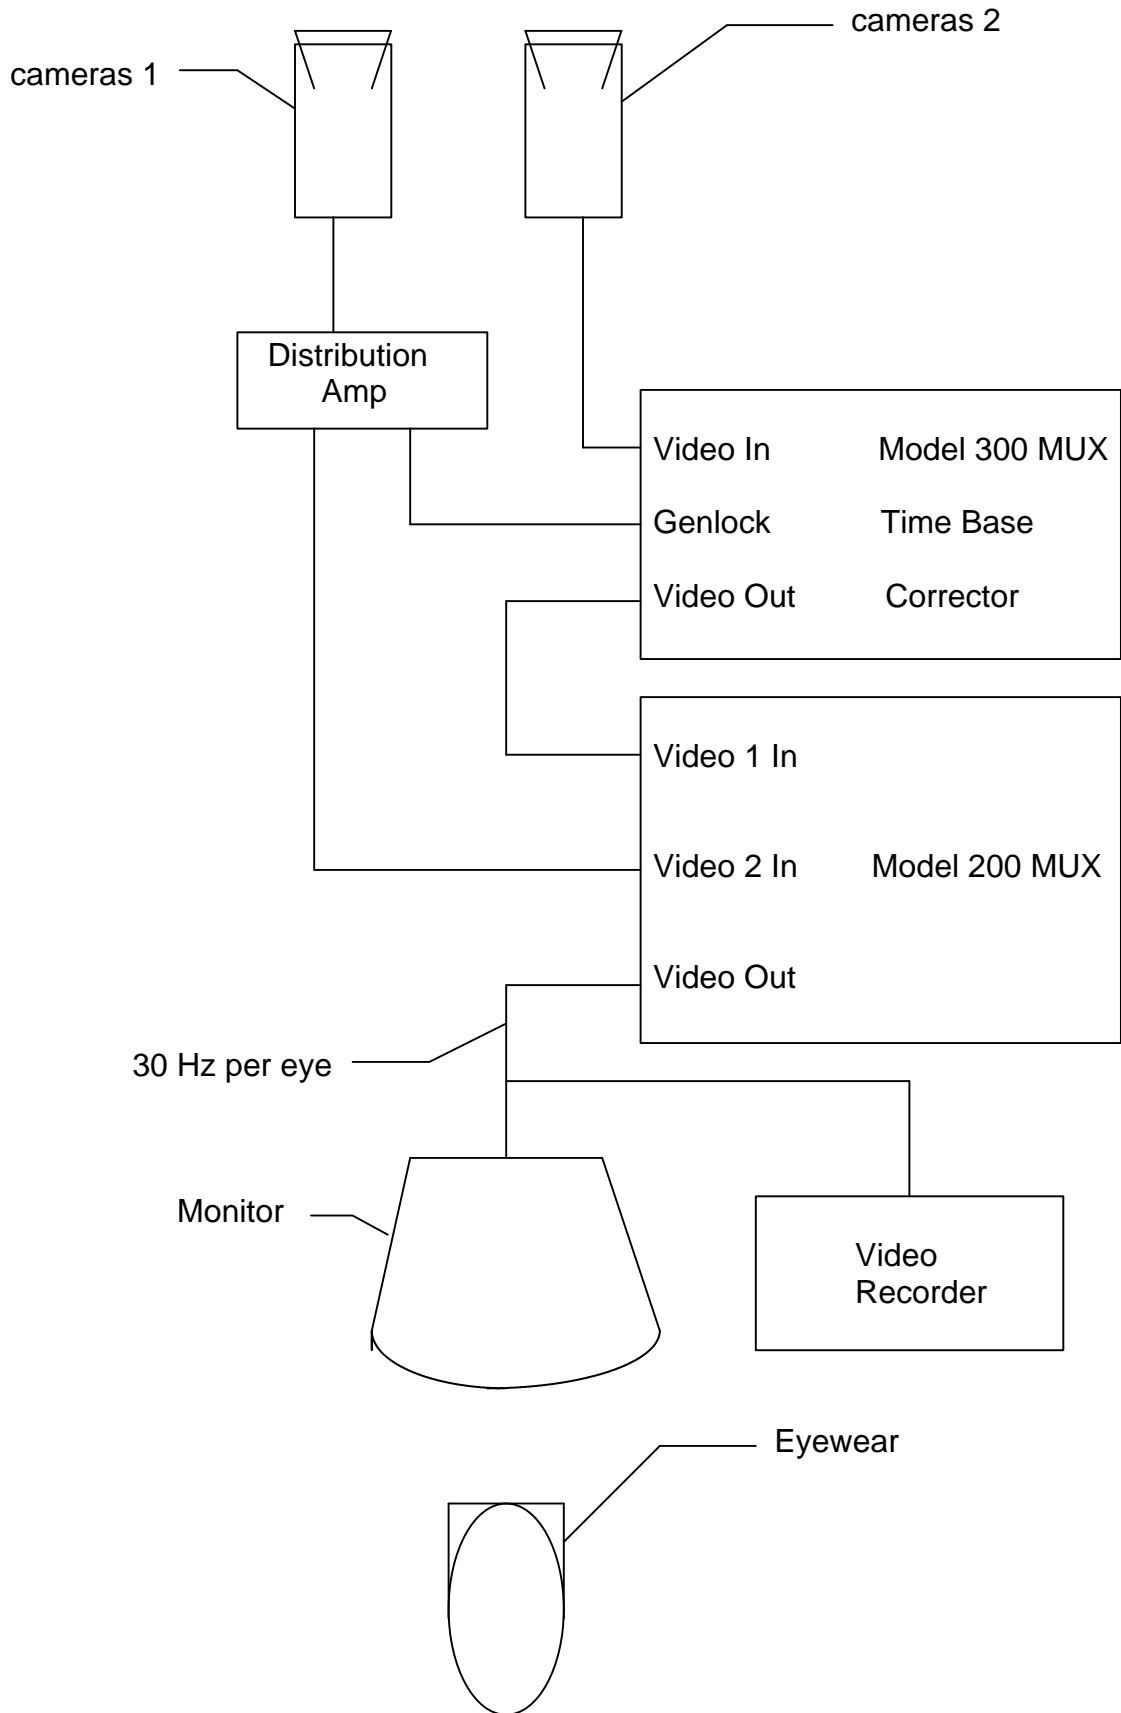 cameras 2
cameras 1
Distribution
Amp
Video In Model 300 MUX
Genlock Time Base
Video Out Corrector
Video 1 In
Video 2 In Model 200 MUX
Video Out
30 Hz per eye
Monitor
Video
Recorder
Eyewear